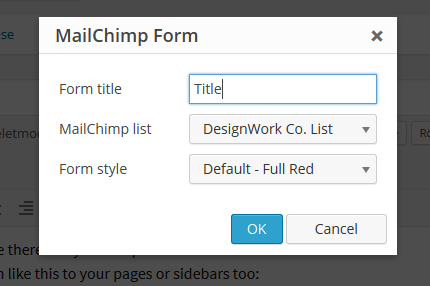 MailChimp Form
×
ese
Form title
Title
MailChimp list
DesignWork Co. List
Form style
Default - Full Red
OK
Cancel
like this to your pages or sidebars too: